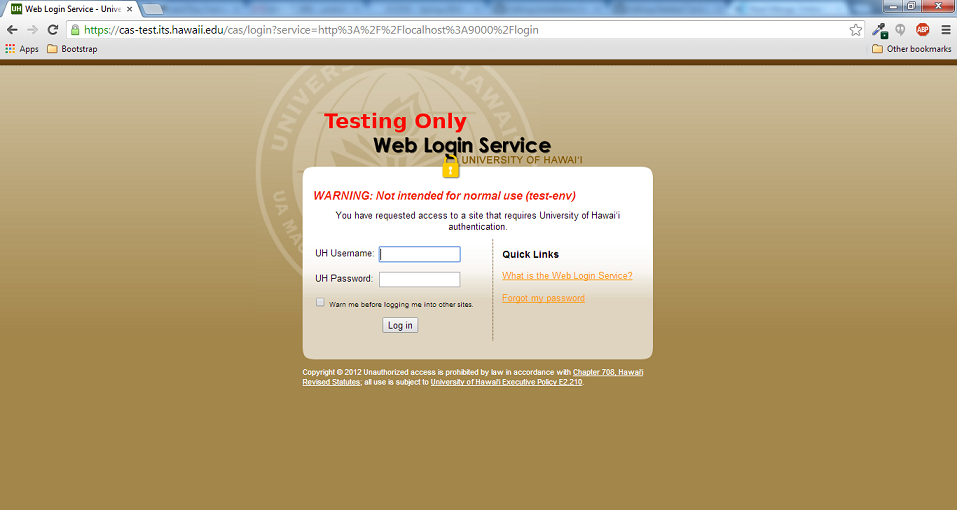 UH Web Login Service - Unive
https://cas-test.its.hawaii.edu/cas/login?service=http%3A%2F%2Flocalhost%3A9000%2Flogin
ABP
Apps Bootstrap Other bookmarks
UNIVERSITY HAWAI
UA MA
Testing Only
Web Login Service
UNIVERSITY OF HAWAI'I
WARNING: Not intended for normal use (test-env)
You have requested access to a site that requires University of Hawai'i
authentication.
UH Username:
UH Password:
Warn me before logging me into other sites.
Log in
Quick Links
What is the Web Login Service?
Forgot my password
Copyright © 2012 Unauthorized access is prohibited by law in accordance with Chapter 708, Hawai'i
Revised Statutes; all use is subject to University of Hawai'i Executive Policy E2.210.